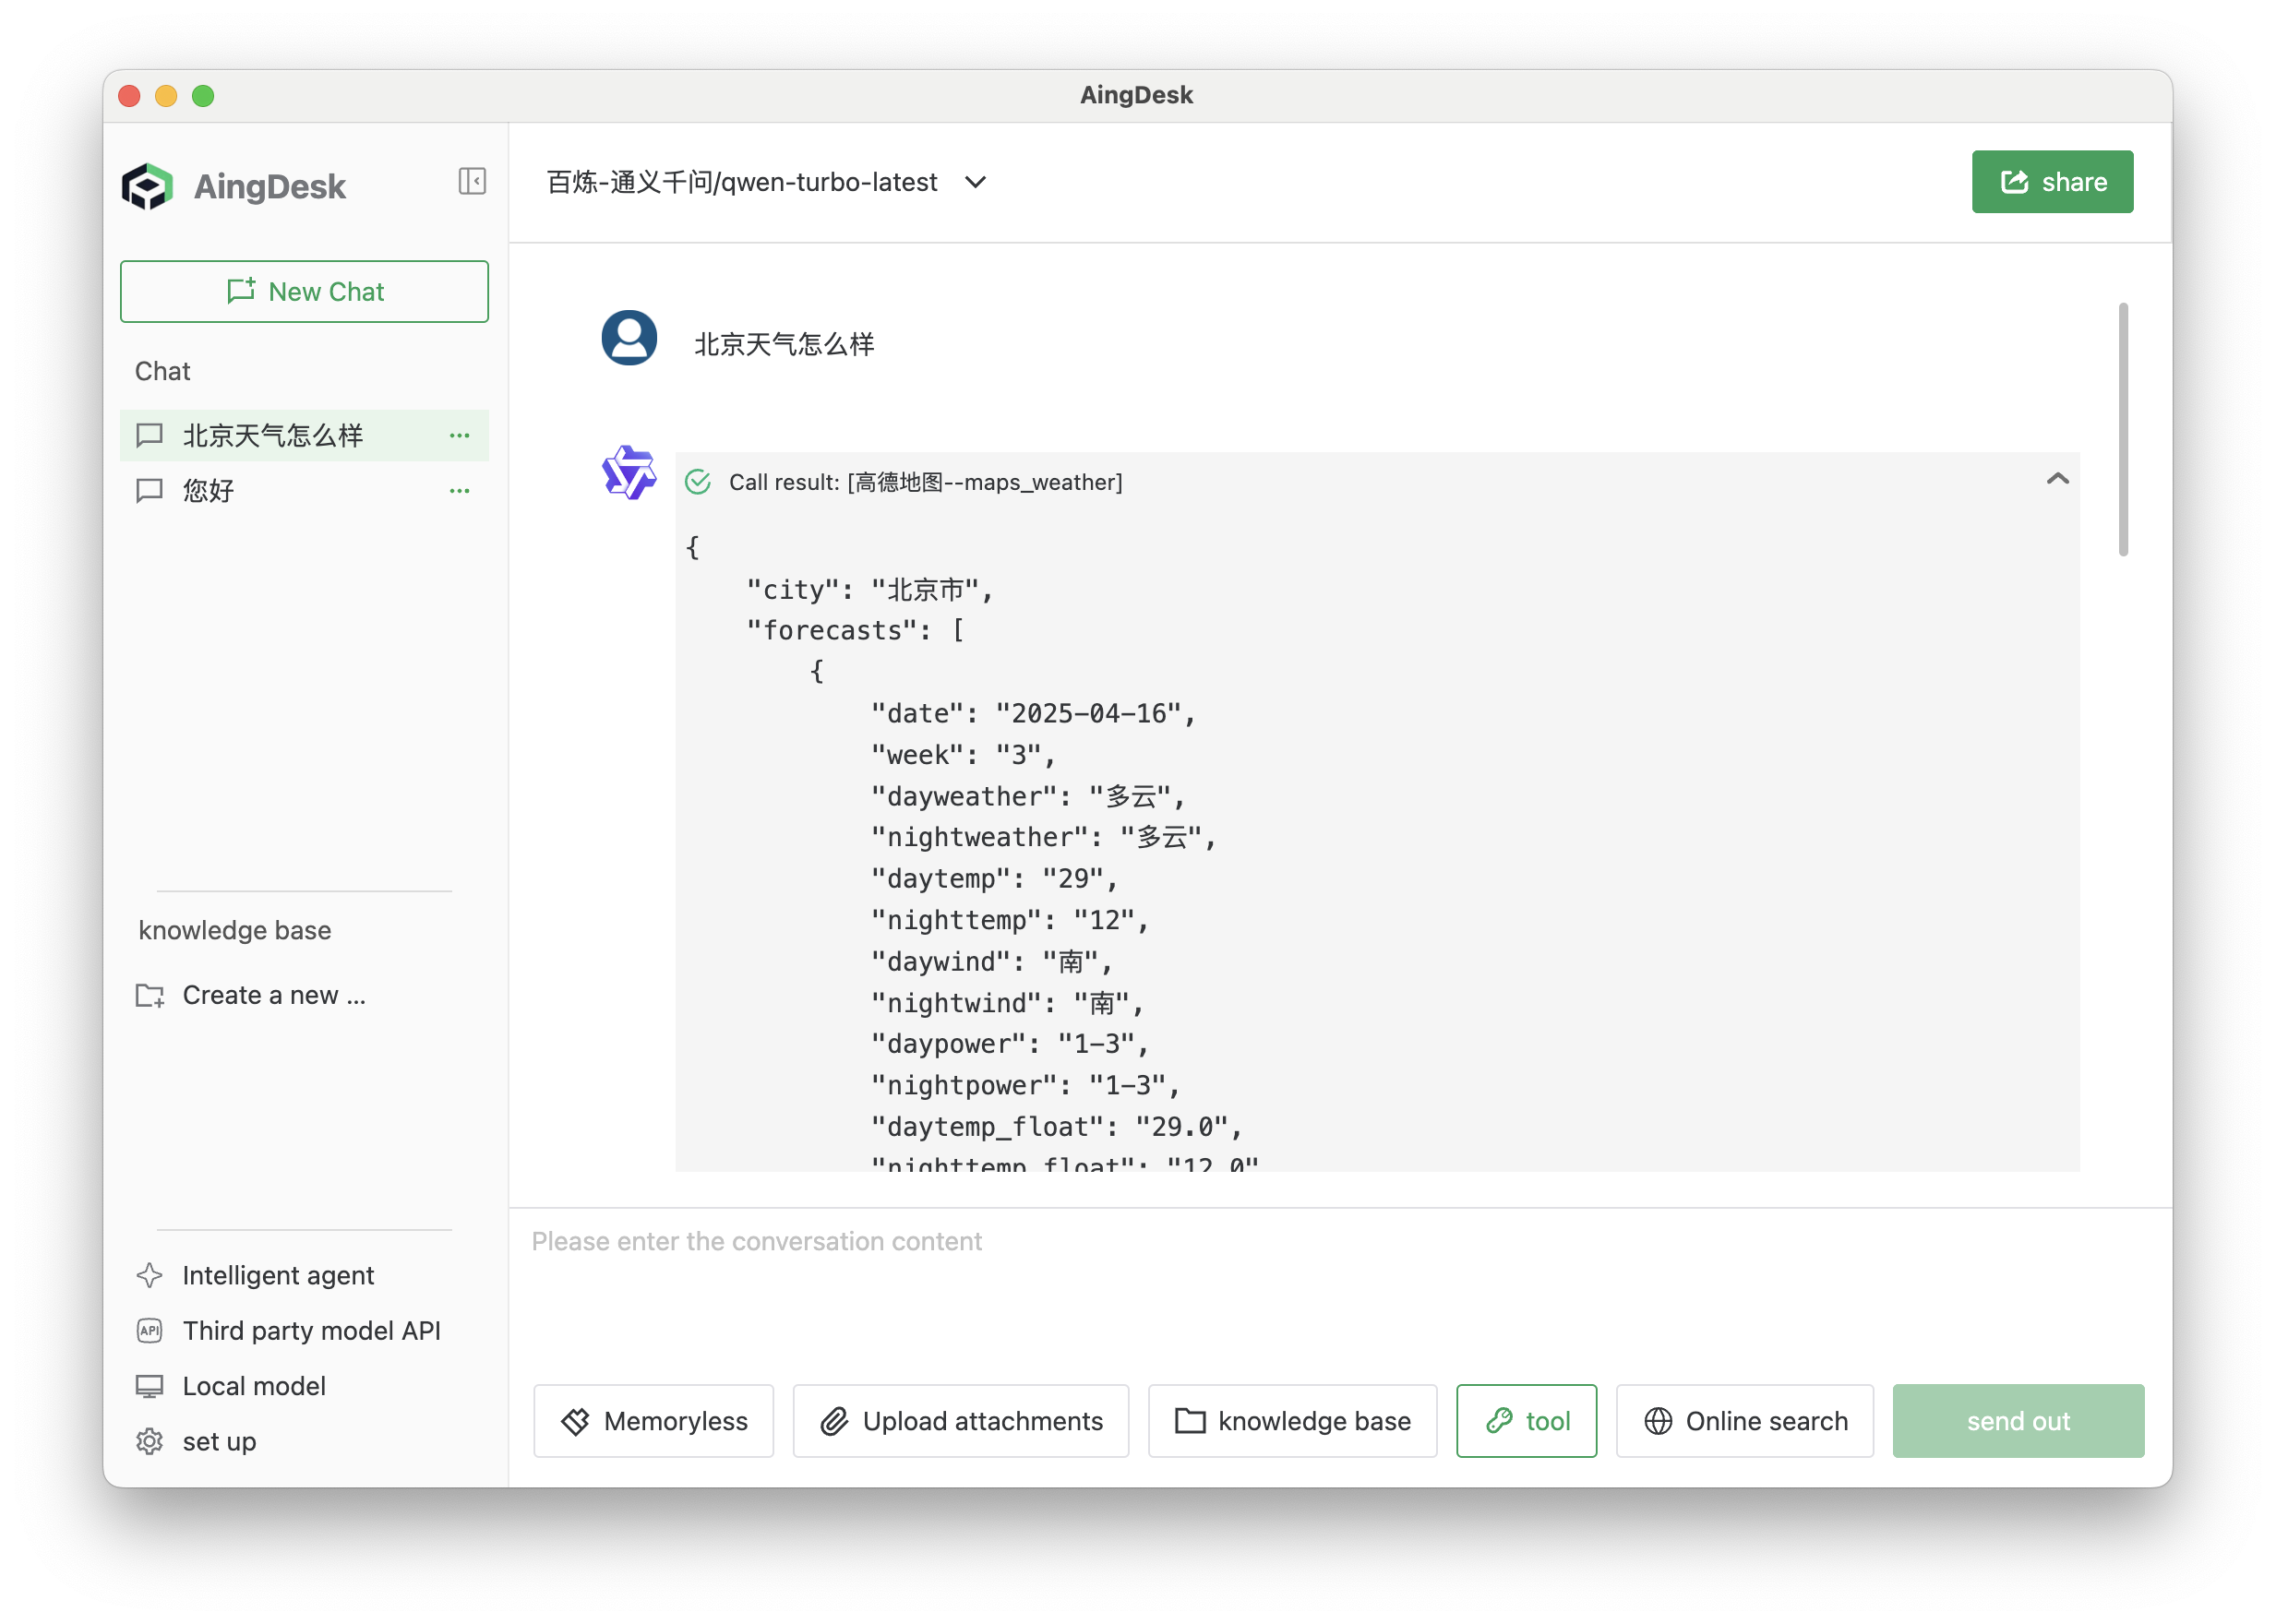 AingDesk
AingDesk
New Chat
Chat
北京天气怎么样
您好
knowledge base
Create a new ...
Intelligent agent
API
Third party model API
Local model
set up
百炼-通义千问/qwen-turbo-latest
share
北京天气怎么样
Call result: [高德地图--maps_weather]
{
"city": "北京市",
"forecasts": [
{
"date": "2025-04-16",
"week": "3",
"dayweather": "多云",
"nightweather": "多云",
"daytemp": "29",
"nighttemp": "12",
"daywind": "南",
"nightwind": "南",
"daypower": "1-3",
"nightpower": "1-3",
"daytemp_float": "29.0",
"nighttemp_float": "12.0"
Please enter the conversation content
Memoryless
Upload attachments
knowledge base
tool
Online search
send out